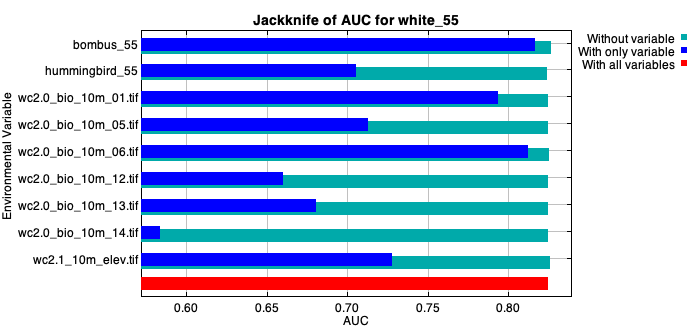 Jackknife of AUC for white_55
Without variable
With only variable
With all variables
Environmental Variable
bombus_55
hummingbird_55
wc2.0_bio_10m_01.tif
wc2.0_bio_10m_05.tif
wc2.0_bio_10m_06.tif
wc2.0_bio_10m_12.tif
wc2.0_bio_10m_13.tif
wc2.0_bio_10m_14.tif
wc2.1_10m_elev.tif
0.60 0.65 0.70 0.75 0.80
AUC